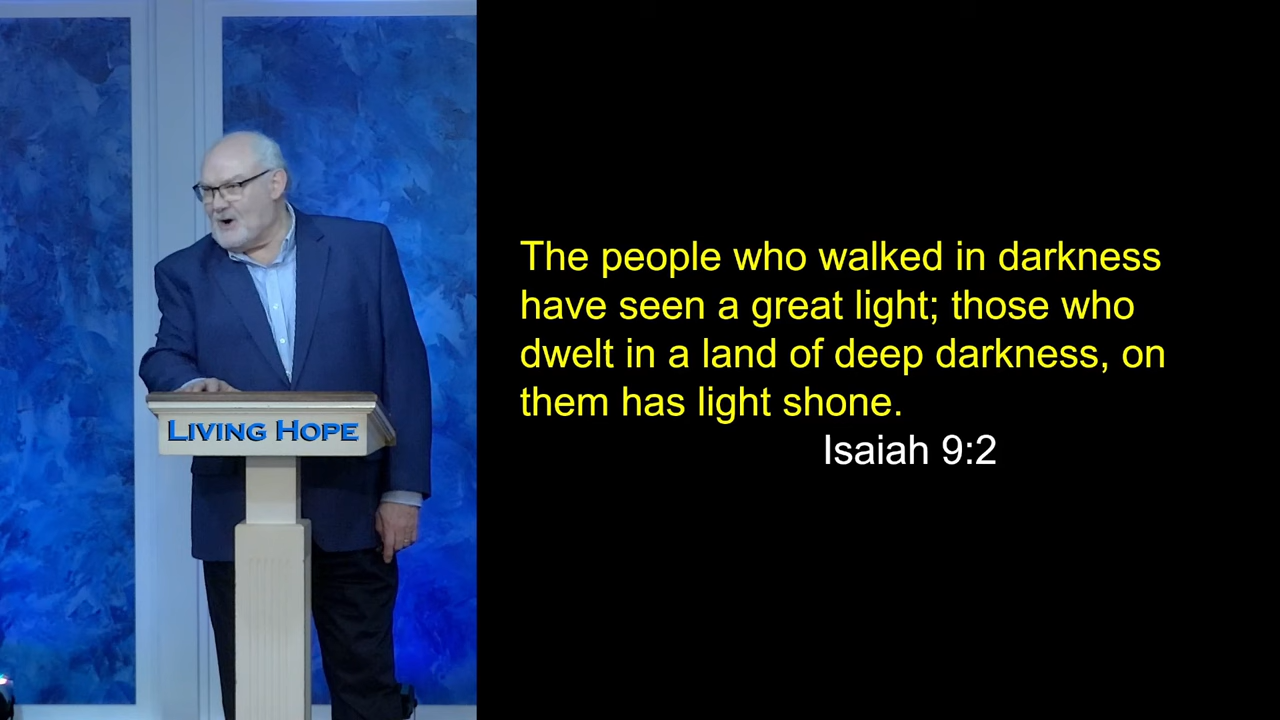 LIVING HOPE
The people who walked in darkness
have seen a great light; those who
dwelt in a land of deep darkness, on
them has light shone.
Isaiah 9:2